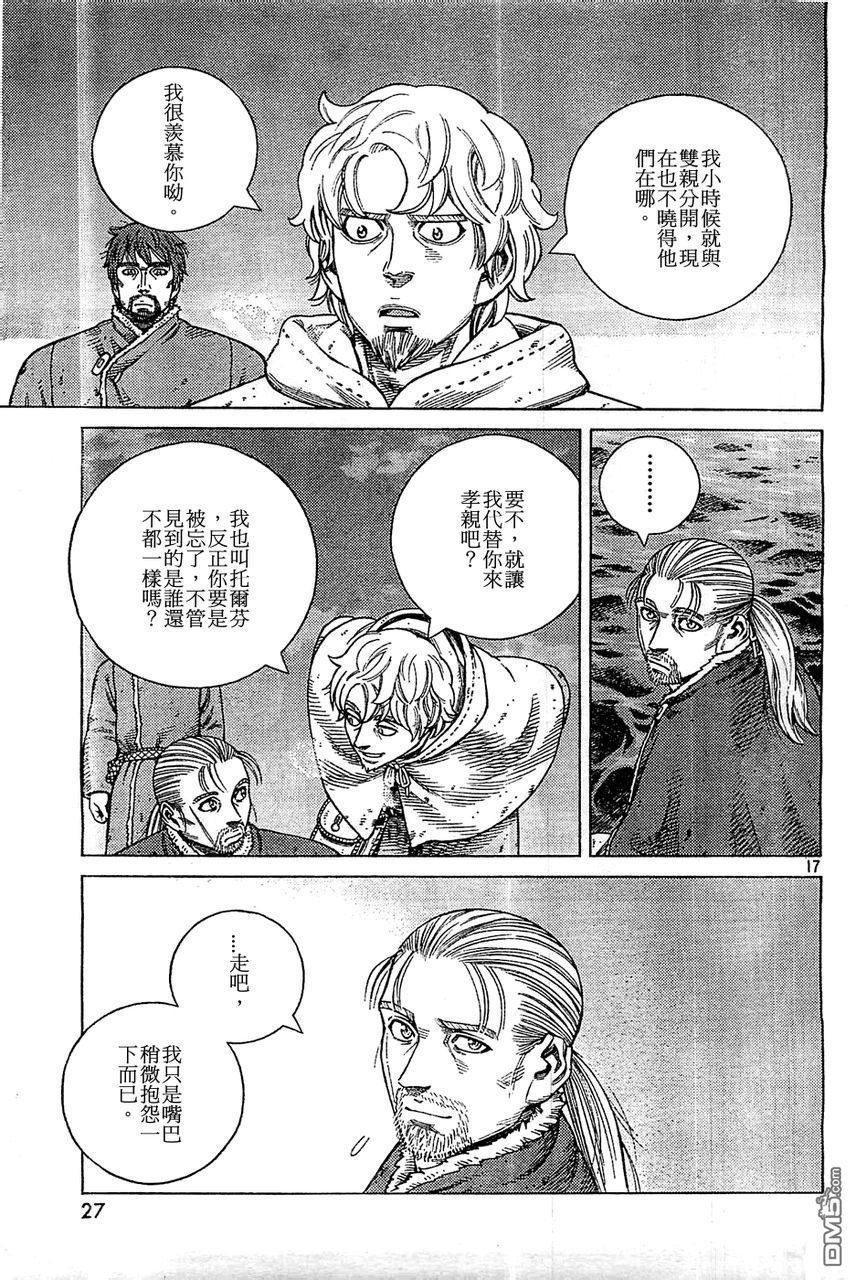 我小時候就與
雙親分開，現
在也不曉得他
們在哪。
我很羨慕你呦。
………
要不，就讓
我代替你來
孝親吧？
我也叫托爾芬
，反正你要是
被忘了，不管
見到的是誰還
不都一樣嗎？
17
…走吧，
我只是嘴巴
稍微抱怨一
下而已。
27
DM5.com